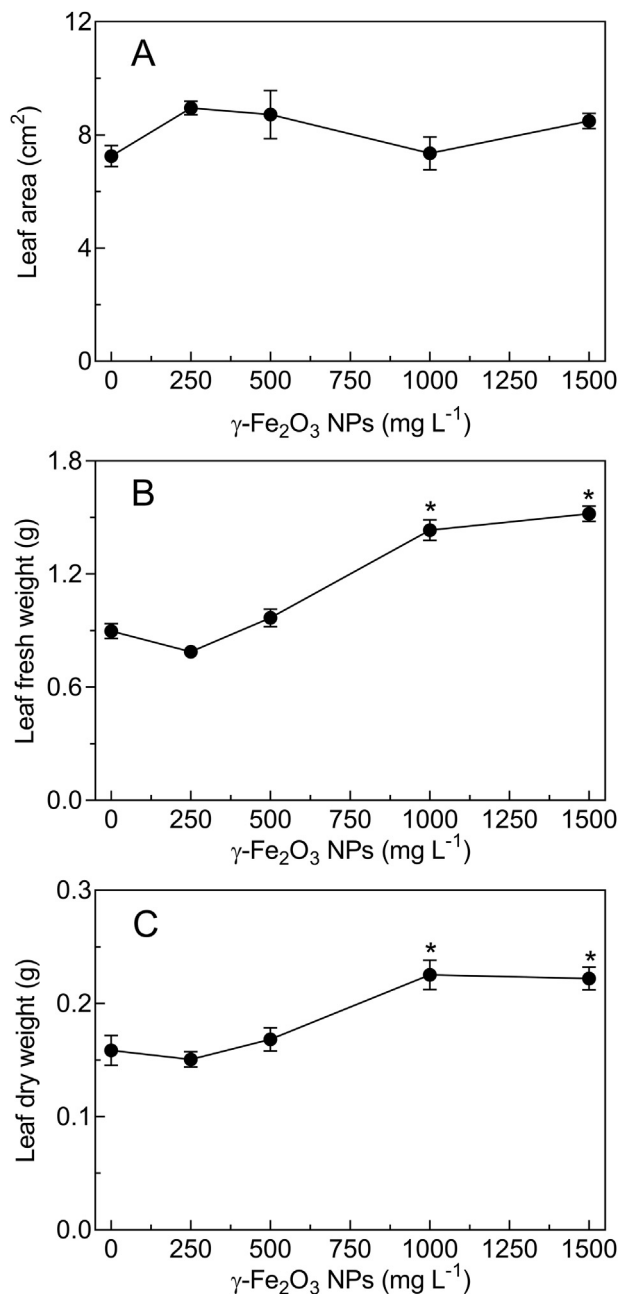 A
Leaf area (cm²)
12
8
4
0
0 250 500 750 1000 1250 1500
γ-Fe₂O₃ NPs (mg L⁻¹)
B
Leaf fresh weight (g)
1.8
1.2
0.6
0.0
* *
0 250 500 750 1000 1250 1500
γ-Fe₂O₃ NPs (mg L⁻¹)
C
Leaf dry weight (g)
0.3
0.2
0.1
0.0
* *
0 250 500 750 1000 1250 1500
γ-Fe₂O₃ NPs (mg L⁻¹)